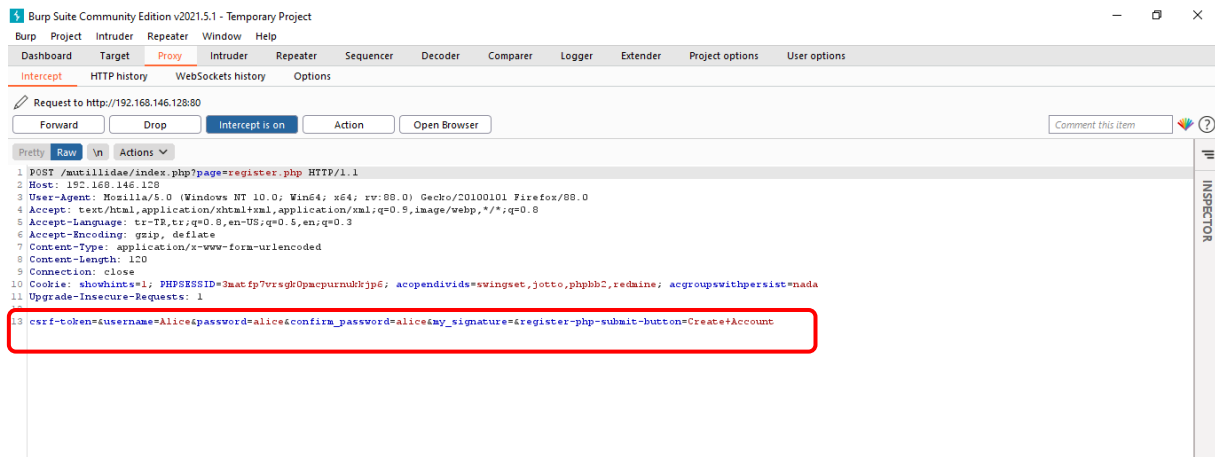 Burp Suite Community Edition v2021.5.1 - Temporary Project
Burp Project Intruder Repeater Window Help
Dashboard Target Proxy Intruder Repeater Sequencer Decoder Comparer Logger Extender Project options User options
Intercept HTTP history WebSockets history Options
Request to http://192.168.146.128:80
Forward Drop Intercept is on Action Open Browser Comment this item ?
Pretty Raw \n Actions
INSPECTOR
1 POST /mutillidae/index.php?page=register.php HTTP/1.1
2 Host: 192.168.146.128
3 User-Agent: Mozilla/5.0 (Windows NT 10.0; Win64; x64; rv:88.0) Gecko/20100101 Firefox/88.0
4 Accept: text/html,application/xhtml+xml,application/xml;q=0.9,image/webp,*/*;q=0.8
5 Accept-Language: tr-TR,tr;q=0.8,en-US;q=0.5,en;q=0.3
6 Accept-Encoding: gzip, deflate
7 Content-Type: application/x-www-form-urlencoded
8 Content-Length: 120
9 Connection: close
10 Cookie: showhints=1; PHPSESSID=3matfp7vrsgk0pmcpurnukkjp6; acopendivids=swingset,jotto,phpbb2,redmine; acgroupswithpersist=nada
11 Upgrade-Insecure-Requests: 1
12
13 csrf-token=&username=Alice&password=alice&confirm_password=alice&my_signature=&register-php-submit-button=Create+Account